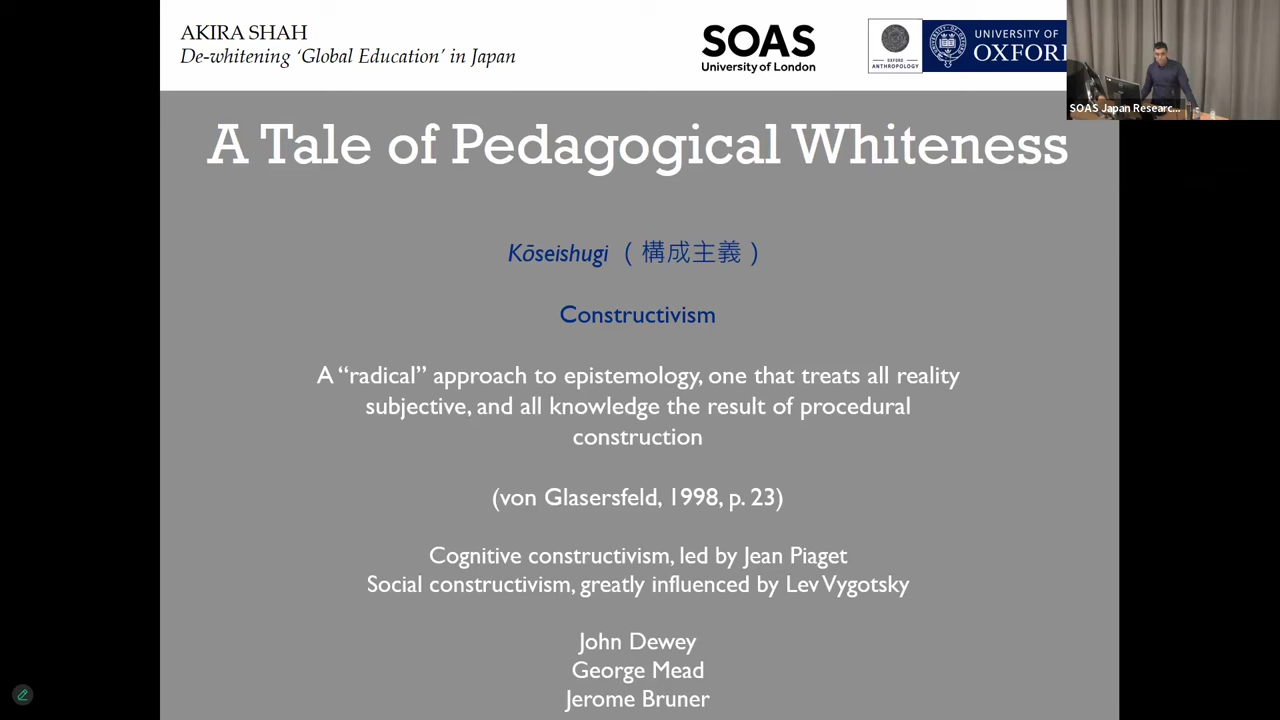 AKIRA SHAH
De-whitening ‘Global Education’ in Japan
SOAS
University of London
OXFORD
ANTHROPOLOGY
UNIVERSITY OF
OXFORD
SOAS Japan Researc...
A Tale of Pedagogical Whiteness
Kōseishugi （構成主義）
Constructivism
A “radical” approach to epistemology, one that treats all reality
subjective, and all knowledge the result of procedural
construction
(von Glasersfeld, 1998, p. 23)
Cognitive constructivism, led by Jean Piaget
Social constructivism, greatly influenced by Lev Vygotsky
John Dewey
George Mead
Jerome Bruner